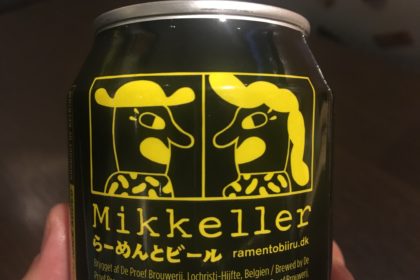 Mikkeller
らーめんとビール ramentobiiru.dk
Brygget af De Proef Brouwerij, Lochristi-Hijfte, Belgien / Brewed by De